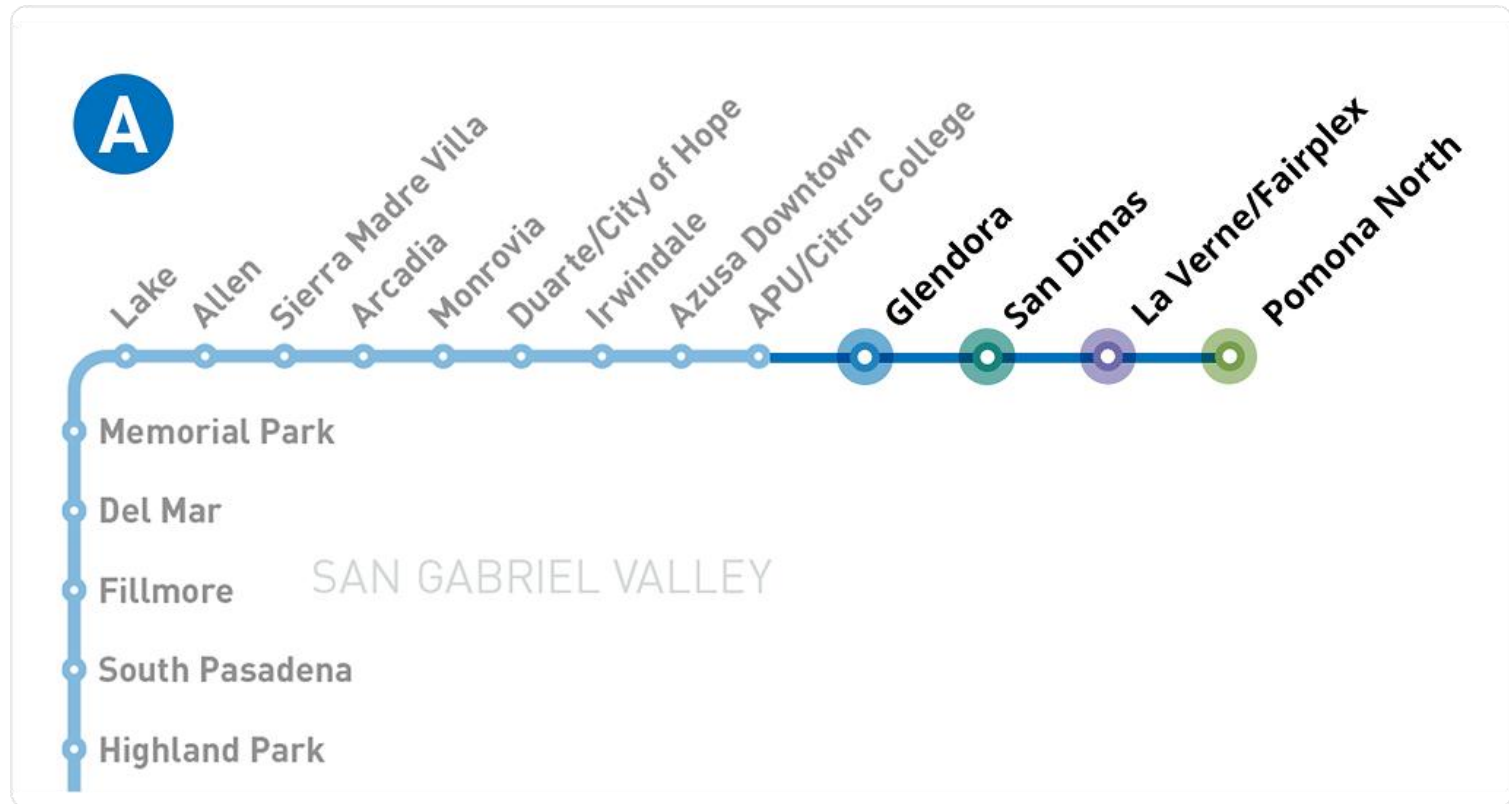 A
Lake
Allen
Sierra Madre Villa
Arcadia
Monrovia
Duarte/City of Hope
Irwindale
Azusa Downtown
APU/Citrus College
Glendora
San Dimas
La Verne/Fairplex
Pomona North
Memorial Park
Del Mar
Fillmore
SAN GABRIEL VALLEY
South Pasadena
Highland Park